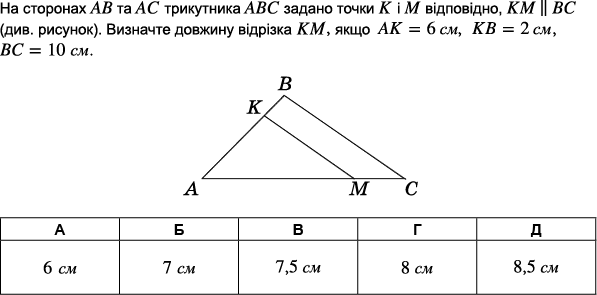 На сторонах AB та AC трикутника ABC задано точки K і M відповідно, KM ∥ BC
(див. рисунок). Визначте довжину відрізка KM, якщо AK = 6 см, KB = 2 см,
BC = 10 см.
B
K
A
M
C
А Б В Г Д
6 см 7 см 7,5 см 8 см 8,5 см